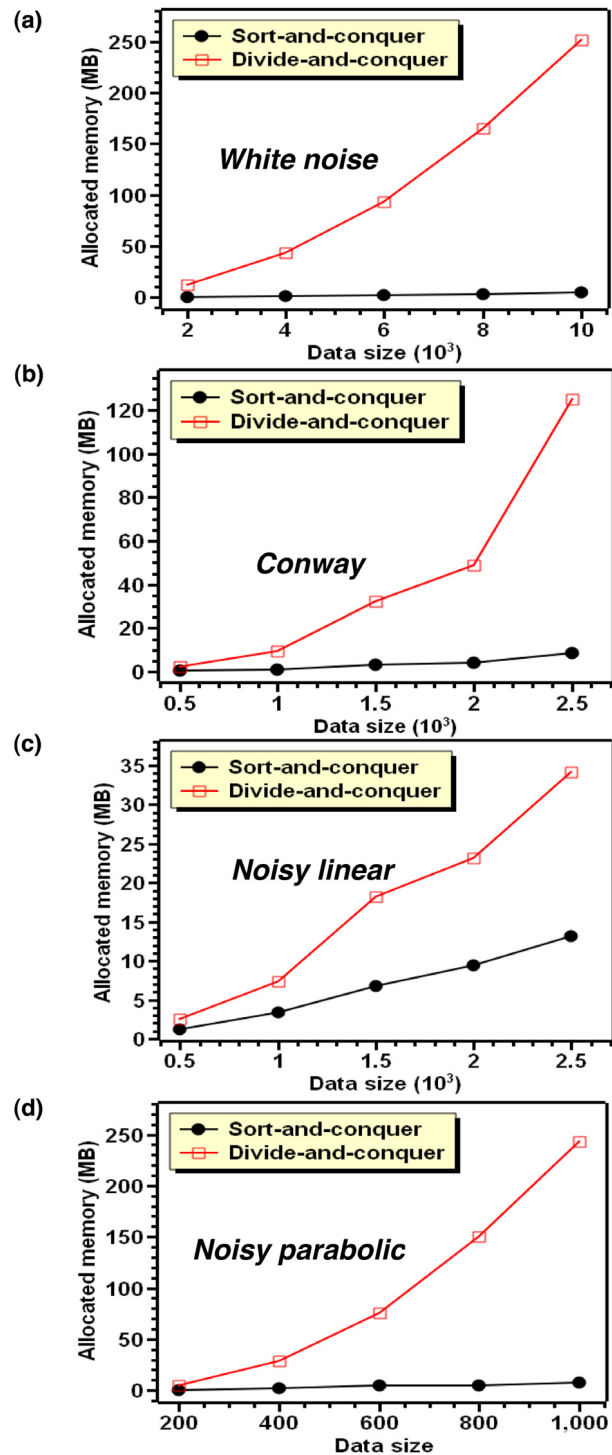 (a)
Sort-and-conquer
Divide-and-conquer
White noise
Allocated memory (MB)
250
200
150
100
50
0
2 4 6 8 10
Data size (10³)
(b)
Sort-and-conquer
Divide-and-conquer
Conway
Allocated memory (MB)
120
100
80
60
40
20
0
0.5 1 1.5 2 2.5
Data size (10³)
(c)
Sort-and-conquer
Divide-and-conquer
Noisy linear
Allocated memory (MB)
35
30
25
20
15
10
5
0
0.5 1 1.5 2 2.5
Data size (10³)
(d)
Sort-and-conquer
Divide-and-conquer
Noisy parabolic
Allocated memory (MB)
250
200
150
100
50
0
200 400 600 800 1,000
Data size